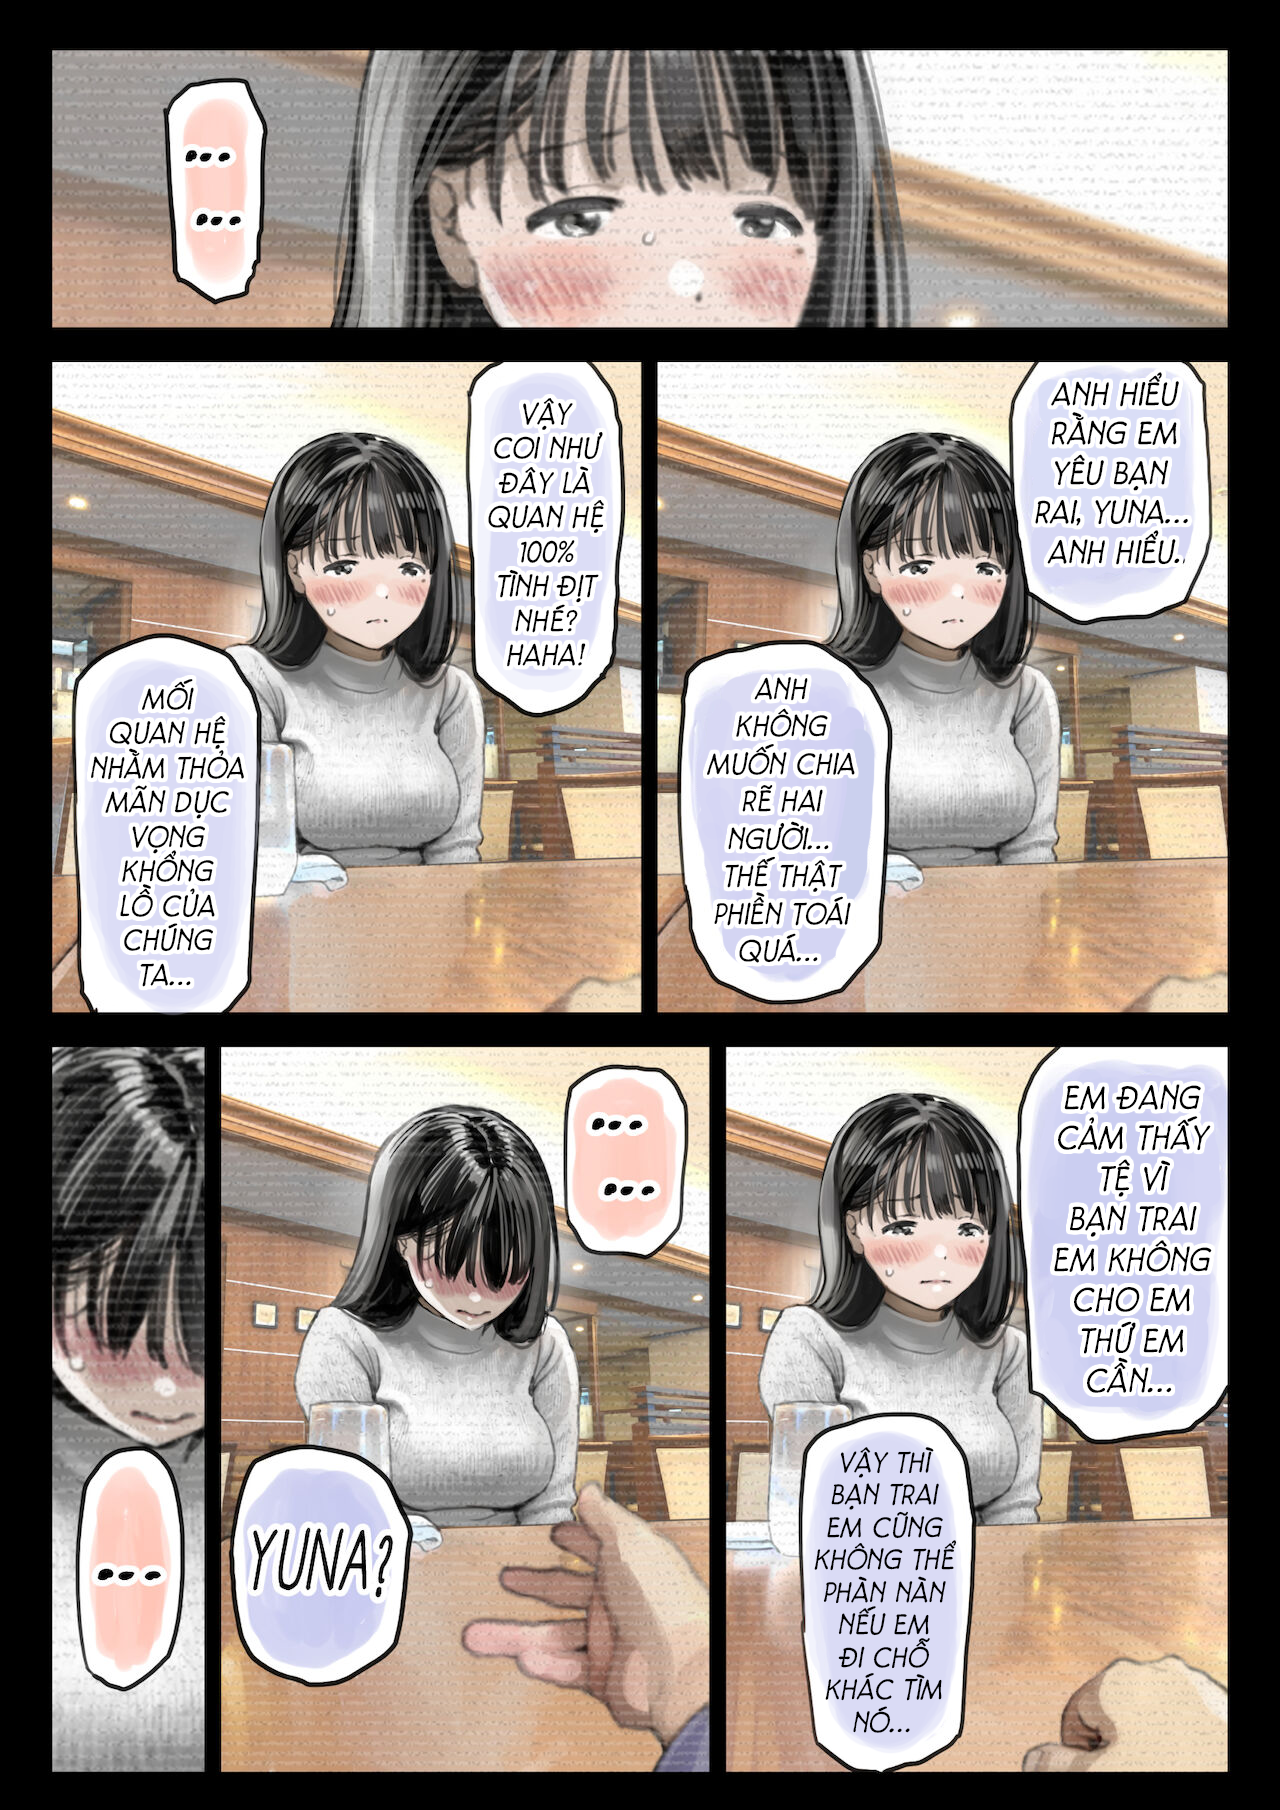 ...
...
ANH HIỂU
RẰNG EM
YÊU BẠN
RAI, YUNA...
ANH HIỂU.
ANH
KHÔNG
MUỐN CHIA
RẼ HAI
NGƯỜI...
THẾ THẬT
PHIỀN TOÁI
QUÁ...
VẬY
COI NHƯ
ĐÂY LÀ
QUAN HỆ
100%
TÌNH ĐỊT
NHÉ?
HAHA!
MỐI
QUAN HỆ
NHẰM THỎA
MÃN DỤC
VỌNG
KHỔNG
LỒ CỦA
CHÚNG
TA...
EM ĐANG
CẢM THẤY
TỆ VÌ
BẠN TRAI
EM KHÔNG
CHO EM
THỨ EM
CẦN...
VẬY THÌ
BẠN TRAI
EM CŨNG
KHÔNG THỂ
PHÀN NÀN
NẾU EM
ĐI CHỖ
KHÁC TÌM
NÓ...
...
...
YUNA?
...